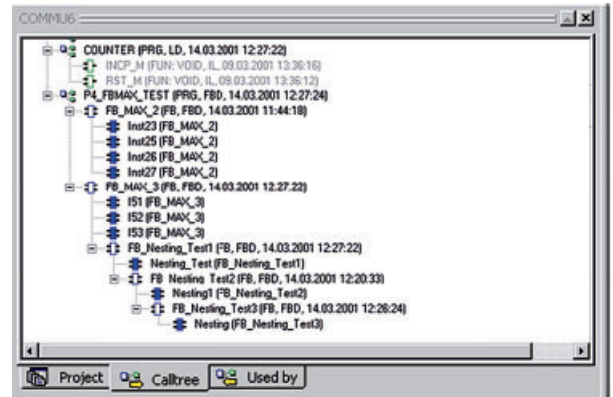 COMMU6
COUNTER (PRG, LD, 14.03.2001 12:27:22)
INCP_M (FUN: VOID, IL, 09.03.2001 13:36:16)
RST_M (FUN: VOID, IL, 09.03.2001 13:36:12)
P4_FBMAX_TEST (PRG, FBD, 14.03.2001 12:27:24)
FB_MAX_2 (FB, FBD, 14.03.2001 11:44:18)
Inst23 (FB_MAX_2)
Inst25 (FB_MAX_2)
Inst26 (FB_MAX_2)
Inst27 (FB_MAX_2)
FB_MAX_3 (FB, FBD, 14.03.2001 12:27:22)
I51 (FB_MAX_3)
I52 (FB_MAX_3)
I53 (FB_MAX_3)
FB_Nesting_Test1 (FB, FBD, 14.03.2001 12:27:22)
Nesting_Test (FB_Nesting_Test1)
FB_Nesting_Test2 (FB, FBD, 14.03.2001 12:20:33)
Nesting1 (FB_Nesting_Test2)
FB_Nesting_Test3 (FB, FBD, 14.03.2001 12:26:24)
Nesting (FB_Nesting_Test3)
Project Calltree Used by